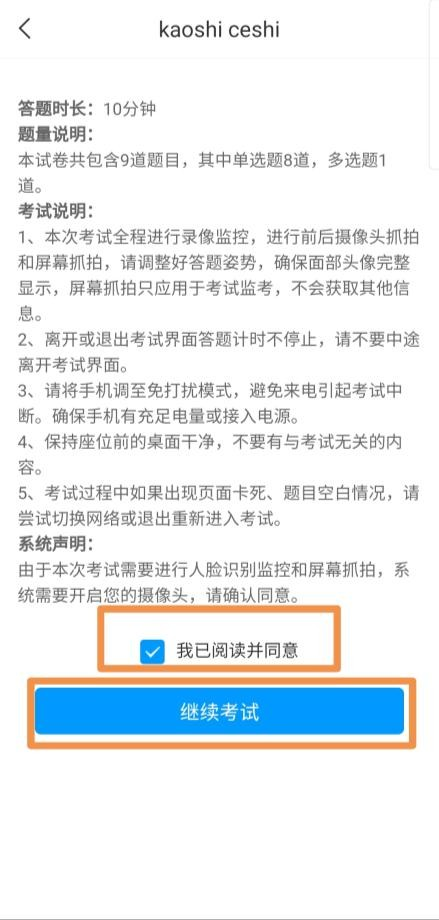 kaoshi ceshi
答题时长：10分钟
题量说明：
本试卷共包含9道题目，其中单选题8道，多选题1
道。
考试说明：
1、本次考试全程进行录像监控，进行前后摄像头抓拍
和屏幕抓拍，请调整好答题姿势，确保面部头像完整
显示，屏幕抓拍只应用于考试监考，不会获取其他信
息。
2、离开或退出考试界面答题计时不停止，请不要中途
离开考试界面。
3、请将手机调至免打扰模式，避免来电引起考试中
断。确保手机有充足电量或接入电源。
4、保持座位前的桌面干净，不要有与考试无关的内
容。
5、考试过程中如果出现页面卡死、题目空白情况，请
尝试切换网络或退出重新进入考试。
系统声明：
由于本次考试需要进行人脸识别监控和屏幕抓拍，系
统需要开启您的摄像头，请确认同意。
我已阅读并同意
继续考试